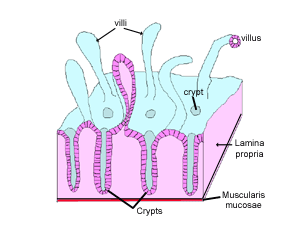 villi
villus
crypt
Lamina
propria
Muscularis
mucosae
Crypts